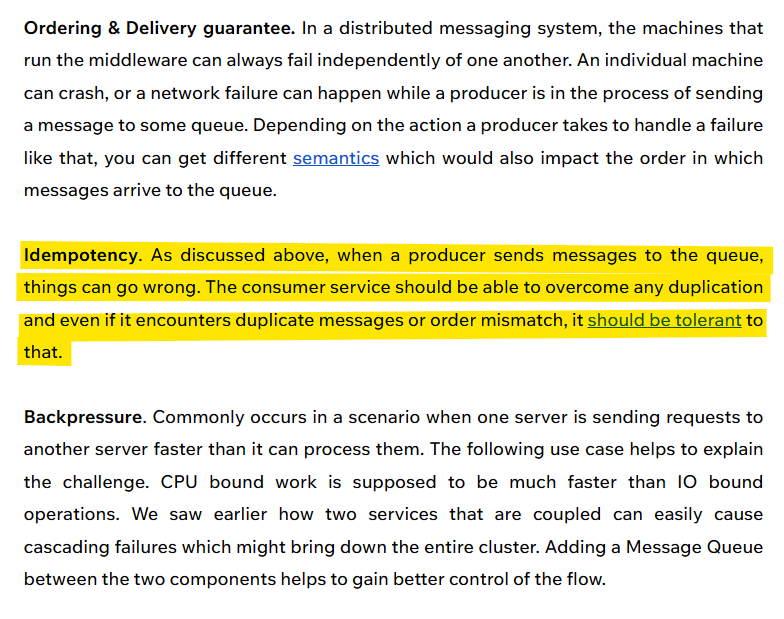 Ordering & Delivery guarantee. In a distributed messaging system, the machines that
run the middleware can always fail independently of one another. An individual machine
can crash, or a network failure can happen while a producer is in the process of sending
a message to some queue. Depending on the action a producer takes to handle a failure
like that, you can get different semantics which would also impact the order in which
messages arrive to the queue.
Idempotency. As discussed above, when a producer sends messages to the queue,
things can go wrong. The consumer service should be able to overcome any duplication
and even if it encounters duplicate messages or order mismatch, it should be tolerant to
that.
Backpressure. Commonly occurs in a scenario when one server is sending requests to
another server faster than it can process them. The following use case helps to explain
the challenge. CPU bound work is supposed to be much faster than IO bound
operations. We saw earlier how two services that are coupled can easily cause
cascading failures which might bring down the entire cluster. Adding a Message Queue
between the two components helps to gain better control of the flow.